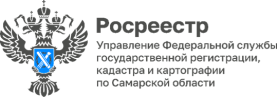 Росреестр
Управление Федеральной службы
государственной регистрации,
кадастра и картографии
по Самарской области